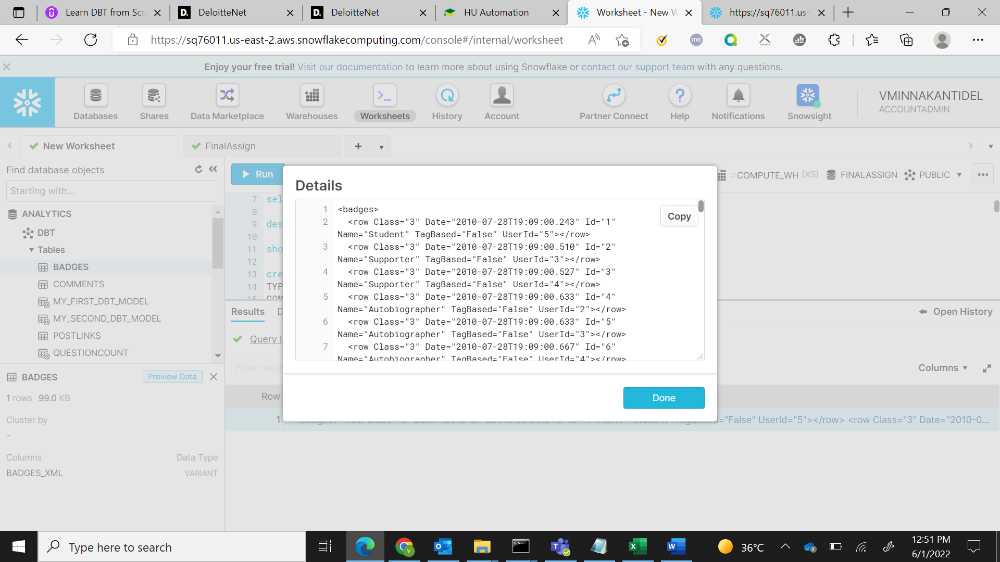 Learn DBT from Scra
DeloitteNet
DeloitteNet
HU Automation
Worksheet - New W
https://sq76011.us-
https://sq76011.us-east-2.aws.snowflakecomputing.com/console#/internal/worksheet
Enjoy your free trial! Visit our documentation to learn more about using Snowflake or contact our support team with any questions.
Databases
Shares
Data Marketplace
Warehouses
Worksheets
History
Account
Partner Connect
Help
Notifications
Snowsight
VMINNAKANTIDEL
ACCOUNTADMIN
New Worksheet
FinalAssign
Find database objects
Starting with...
ANALYTICS
DBT
Tables
BADGES
COMMENTS
MY_FIRST_DBT_MODEL
MY_SECOND_DBT_MODEL
POSTLINKS
QUESTIONCOUNT
BADGES
Preview Data
1 rows 99.0 KB
Cluster by
-
Columns Data Type
BADGES_XML VARIANT
Run
COMPUTE_WH (XS)
FINALASSIGN
PUBLIC
7 sel
8
9 des
10
11 sho
12
13 cre
14 TYP
15 COM
Details
1 <badges>
Copy
2 <row Class="3" Date="2010-07-28T19:09:00.243" Id="1"
Name="Student" TagBased="False" UserId="5"></row>
3 <row Class="3" Date="2010-07-28T19:09:00.510" Id="2"
Name="Supporter" TagBased="False" UserId="3"></row>
4 <row Class="3" Date="2010-07-28T19:09:00.527" Id="3"
Name="Supporter" TagBased="False" UserId="4"></row>
5 <row Class="3" Date="2010-07-28T19:09:00.633" Id="4"
Name="Autobiographer" TagBased="False" UserId="2"></row>
6 <row Class="3" Date="2010-07-28T19:09:00.633" Id="5"
Name="Autobiographer" TagBased="False" UserId="3"></row>
7 <row Class="3" Date="2010-07-28T19:09:00.667" Id="6"
Name="Autobiographer" TagBased="False" UserId="4"></row>
Done
Results D
Open History
Query I
Filter resu
Columns
Row
1 ="False" UserId="5"></row> <row Class="3" Date="2010-0...
Type here to search
36°C
12:51 PM
6/1/2022